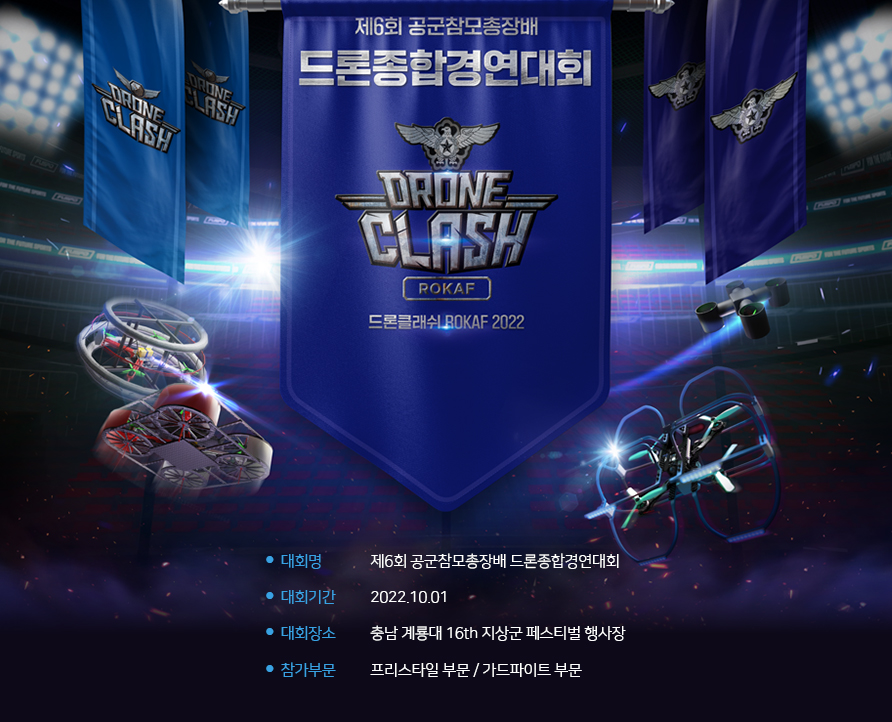 제6회 공군참모총장배
드론종합경연대회
DRONE
CLASH
DRONE
CLASH
DRONE
CLASH
ROKAF
드론클래쉬 ROKAF 2022
대회명 제6회 공군참모총장배 드론종합경연대회
대회기간 2022.10.01
대회장소 충남 계룡대 16th 지상군 페스티벌 행사장
참가부문 프리스타일 부문 / 가드파이트 부문